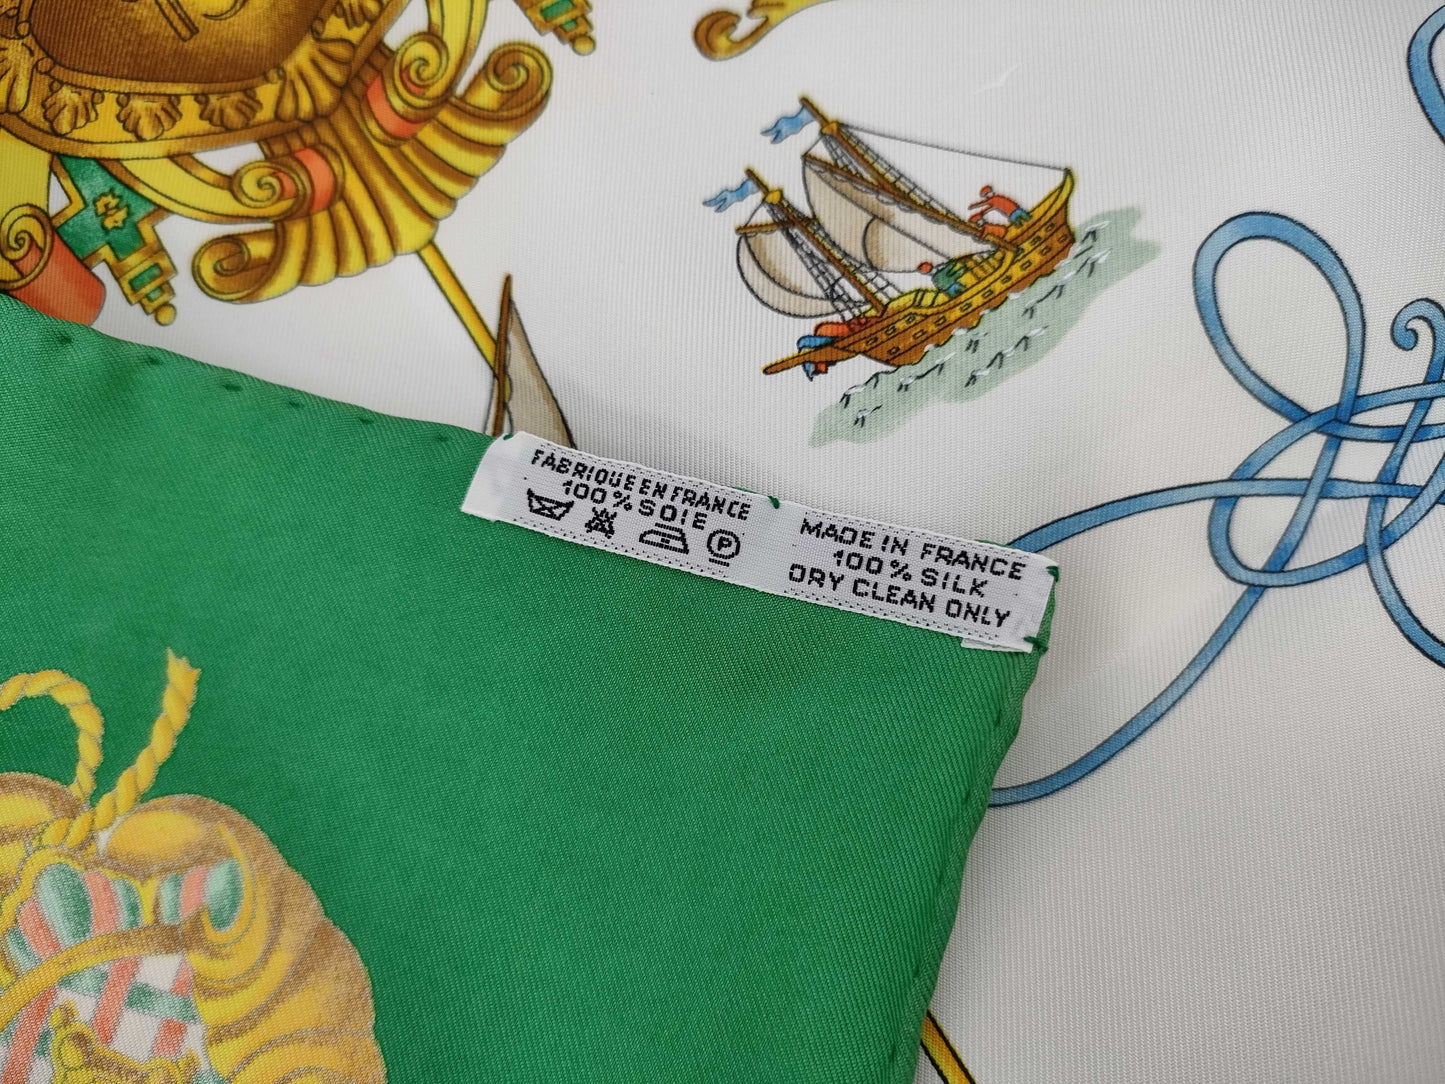 FABRIQUE EN FRANCE
100% SOIE
P
MADE IN FRANCE
100% SILK
DRY CLEAN ONLY